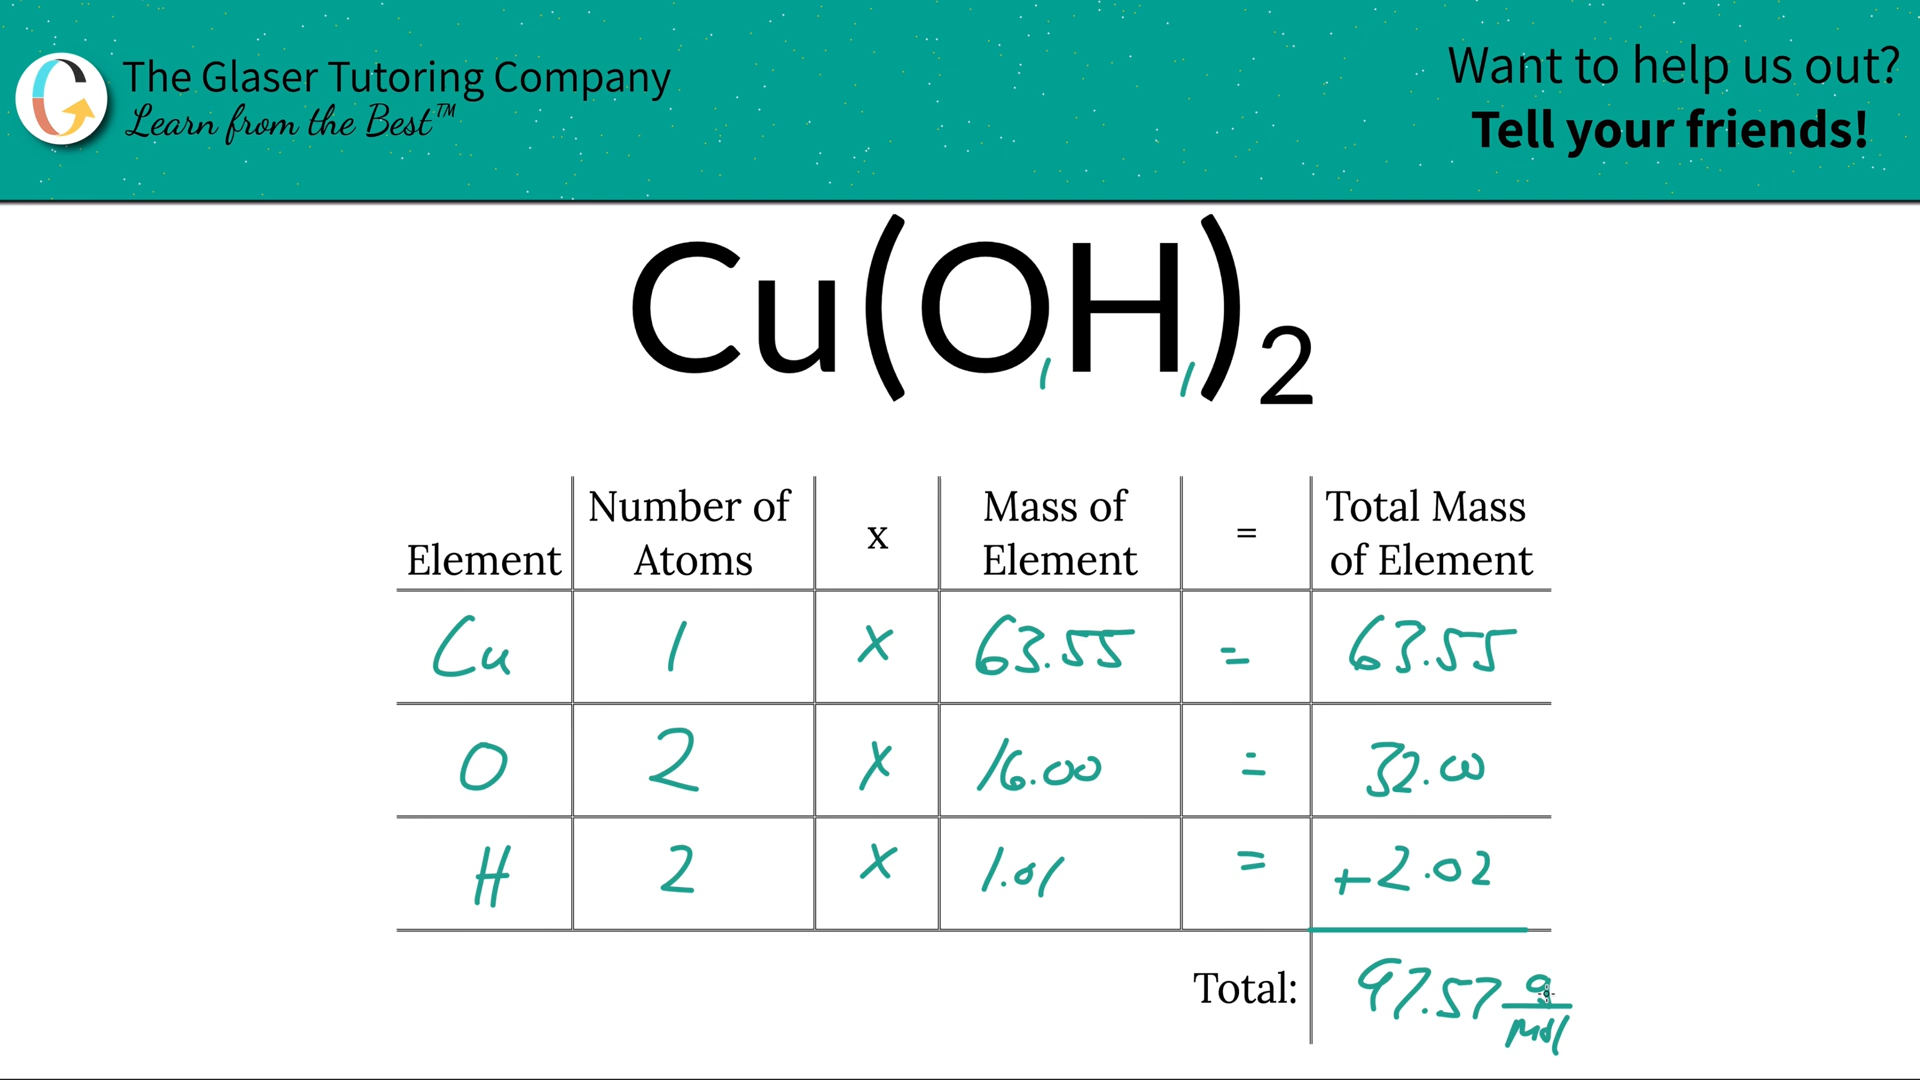 The Glaser Tutoring Company
Learn from the Best™
Want to help us out?
Tell your friends!
Cu(O₁H₁)₂
Element Number of Atoms x Mass of Element = Total Mass of Element
Cu 1 x 63.55 = 63.55
O 2 x 16.00 = 32.00
H 2 x 1.01 = +2.02
Total: 97.57 g/mol